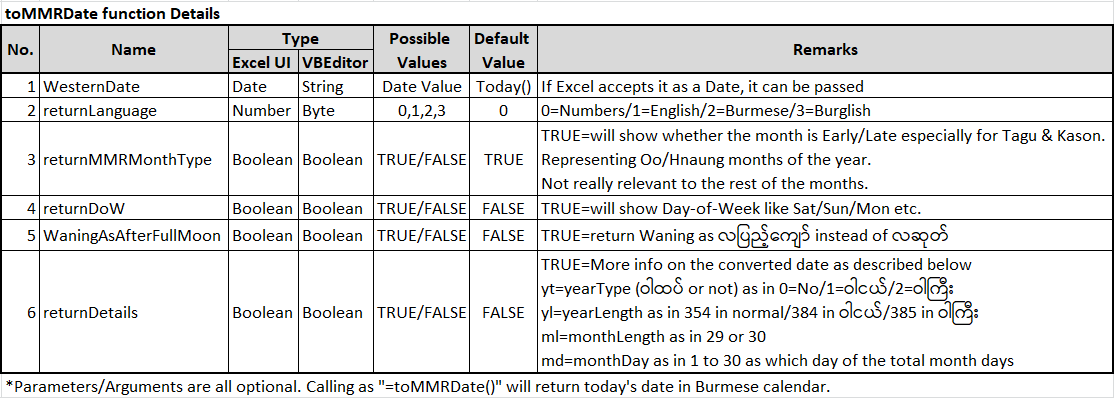 toMMRDate function Details
No. Name Type Possible Values Default Value Remarks
Excel UI VBEditor
1 WesternDate Date String Date Value Today() If Excel accepts it as a Date, it can be passed
2 returnLanguage Number Byte 0,1,2,3 0 0=Numbers/1=English/2=Burmese/3=Burglish
3 returnMMRMonthType Boolean Boolean TRUE/FALSE TRUE TRUE=will show whether the month is Early/Late especially for Tagu & Kason.
Representing Oo/Hnaung months of the year.
Not really relevant to the rest of the months.
4 returnDoW Boolean Boolean TRUE/FALSE FALSE TRUE=will show Day-of-Week like Sat/Sun/Mon etc.
5 WaningAsAfterFullMoon Boolean Boolean TRUE/FALSE FALSE TRUE=return Waning as လပြည့်ကျော် instead of လဆုတ်
6 returnDetails Boolean Boolean TRUE/FALSE FALSE TRUE=More info on the converted date as described below
yt=yearType (ဝါထပ် or not) as in 0=No/1=ဝါငယ်/2=ဝါကြီး
yl=yearLength as in 354 in normal/384 in ဝါငယ်/385 in ဝါကြီး
ml=monthLength as in 29 or 30
md=monthDay as in 1 to 30 as which day of the total month days
*Parameters/Arguments are all optional. Calling as "=toMMRDate()" will return today's date in Burmese calendar.